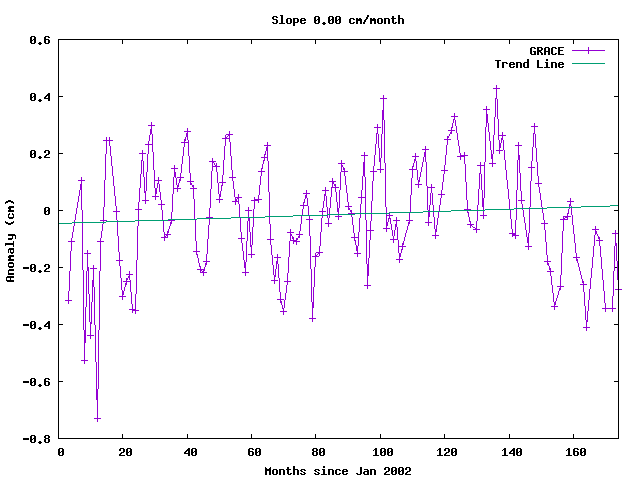 Slope 0.00 cm/month
0.6
GRACE
Trend Line
0.4
0.2
0
-0.2
-0.4
-0.6
-0.8
Anomaly (cm)
0 20 40 60 80 100 120 140 160
Months since Jan 2002